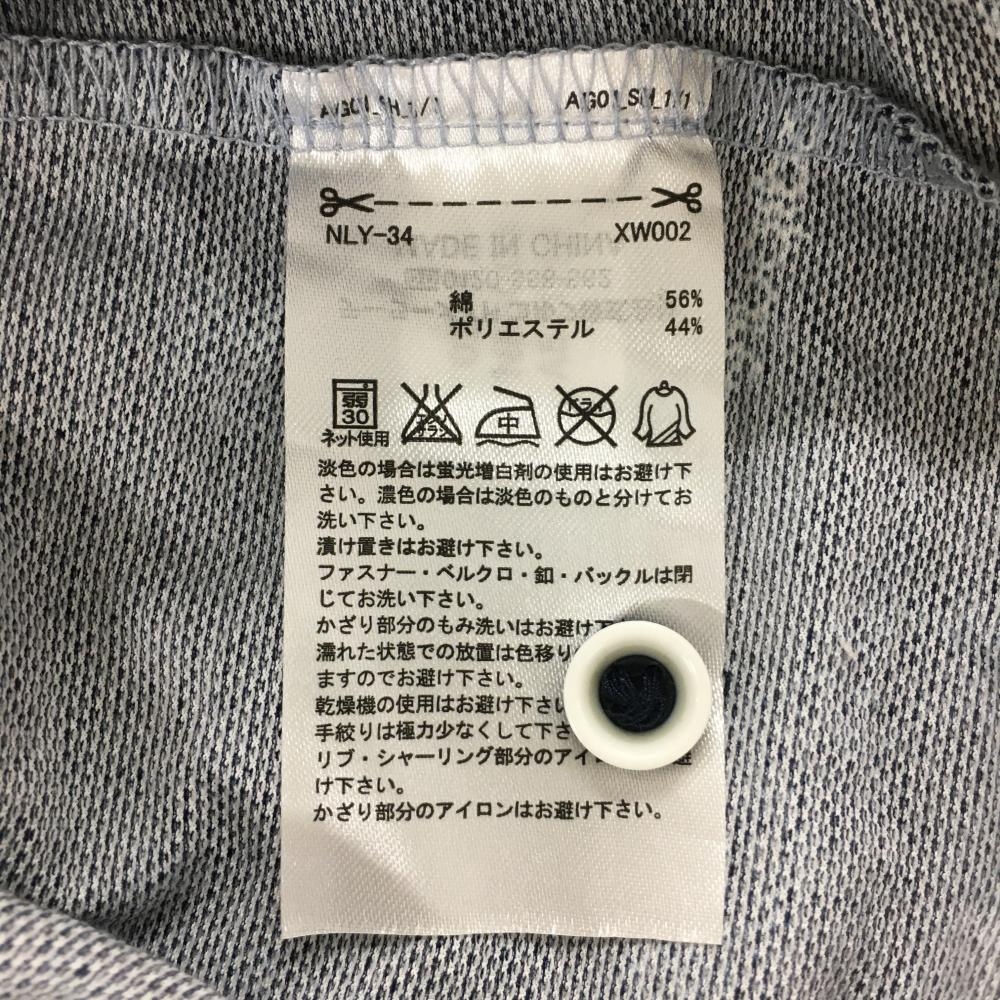 AIGO1_SH_1/1 AIGO1_SH_1/1
NLY-34 XW002
MADE IN CHINA
綿 56%
ポリエステル 44%
弱
30
ネット使用
中
ドライ
淡色の場合は蛍光増白剤の使用はお避け下
さい。濃色の場合は淡色のものと分けてお
洗い下さい。
漬け置きはお避け下さい。
ファスナー・ベルクロ・釦・バックルは閉
じてお洗い下さい。
かざり部分のもみ洗いはお避け下
濡れた状態での放置は色移り
ますのでお避け下さい。
乾燥機の使用はお避け下さい
手絞りは極力少なくして下さ
リブ・シャーリング部分のアイ 避
け下さい。
かざり部分のアイロンはお避け下さい。